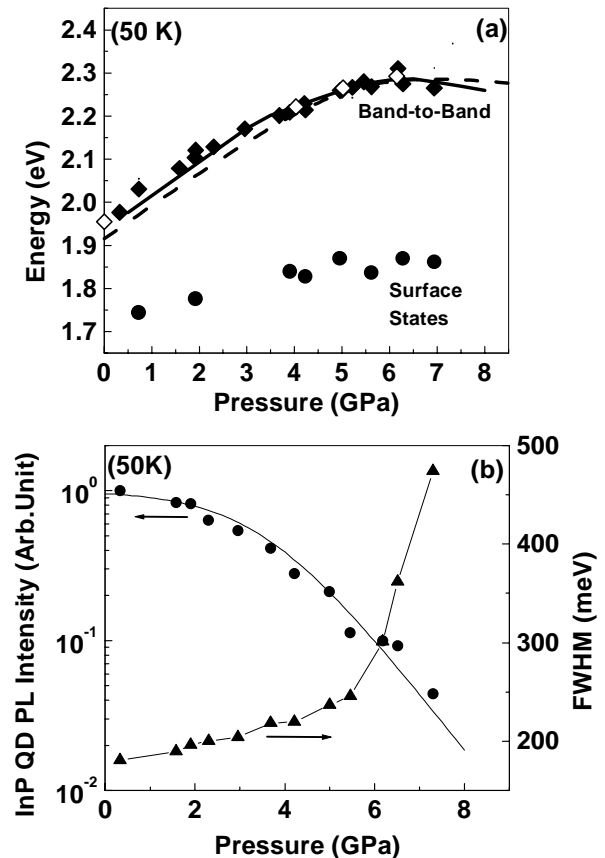 (50 K)
(a)
2.4
2.3
2.2
2.1
2.0
1.9
1.8
1.7
Energy (eV)
Band-to-Band
Surface
States
0 1 2 3 4 5 6 7 8
Pressure (GPa)
(50K)
(b)
10⁰
10⁻¹
10⁻²
InP QD PL Intensity (Arb.Unit)
500
400
300
200
FWHM (meV)
0 2 4 6 8
Pressure (GPa)